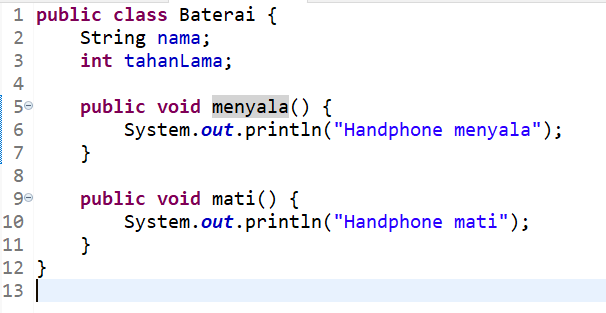 1 public class Baterai {
2     String nama;
3     int tahanLama;
4
5     public void menyala() {
6         System.out.println("Handphone menyala");
7     }
8
9     public void mati() {
10         System.out.println("Handphone mati");
11     }
12 }
13